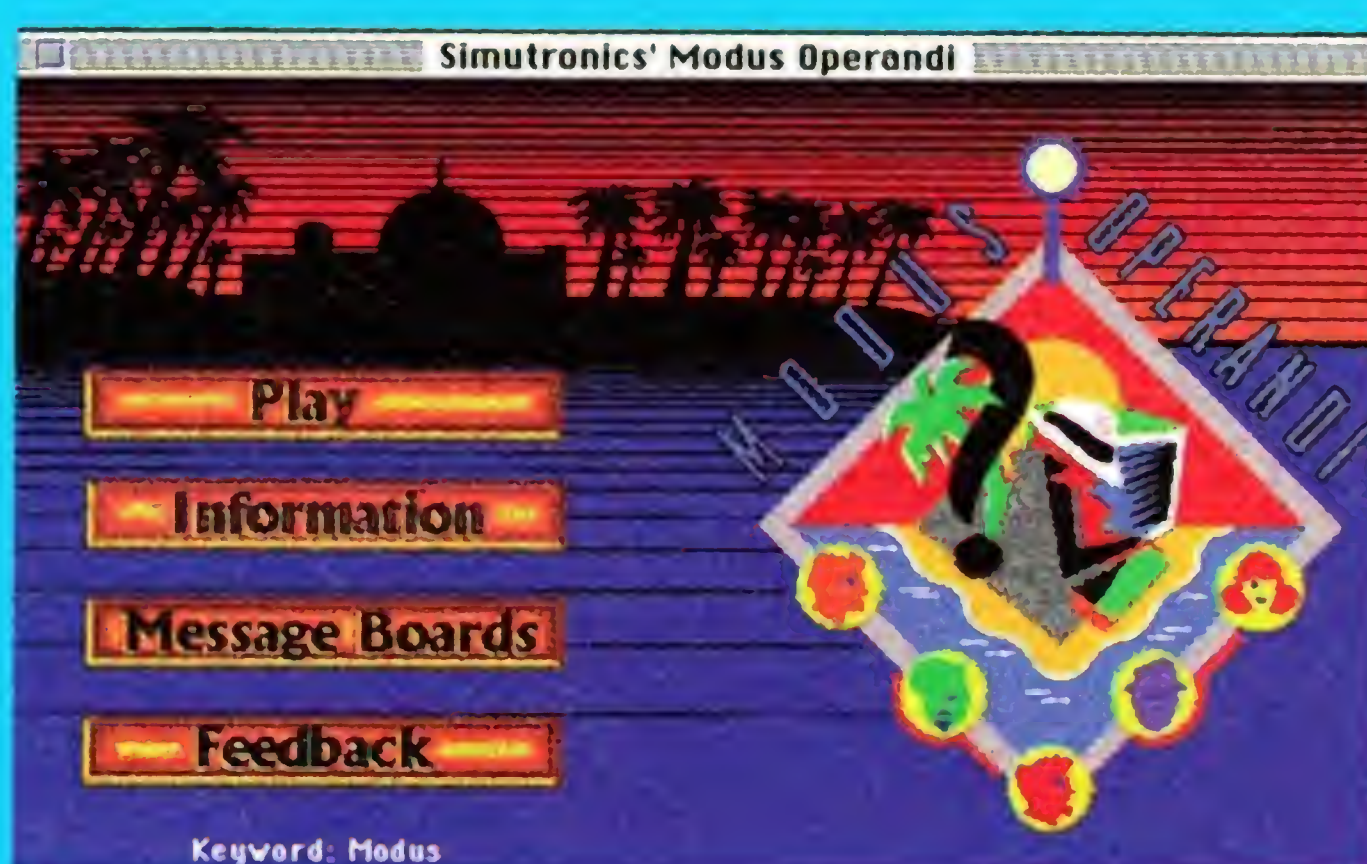 Simutronics' Modus Operandi
MODUS OPERANDI
Play
Information
Message Boards
Feedback
Keyword: Modus